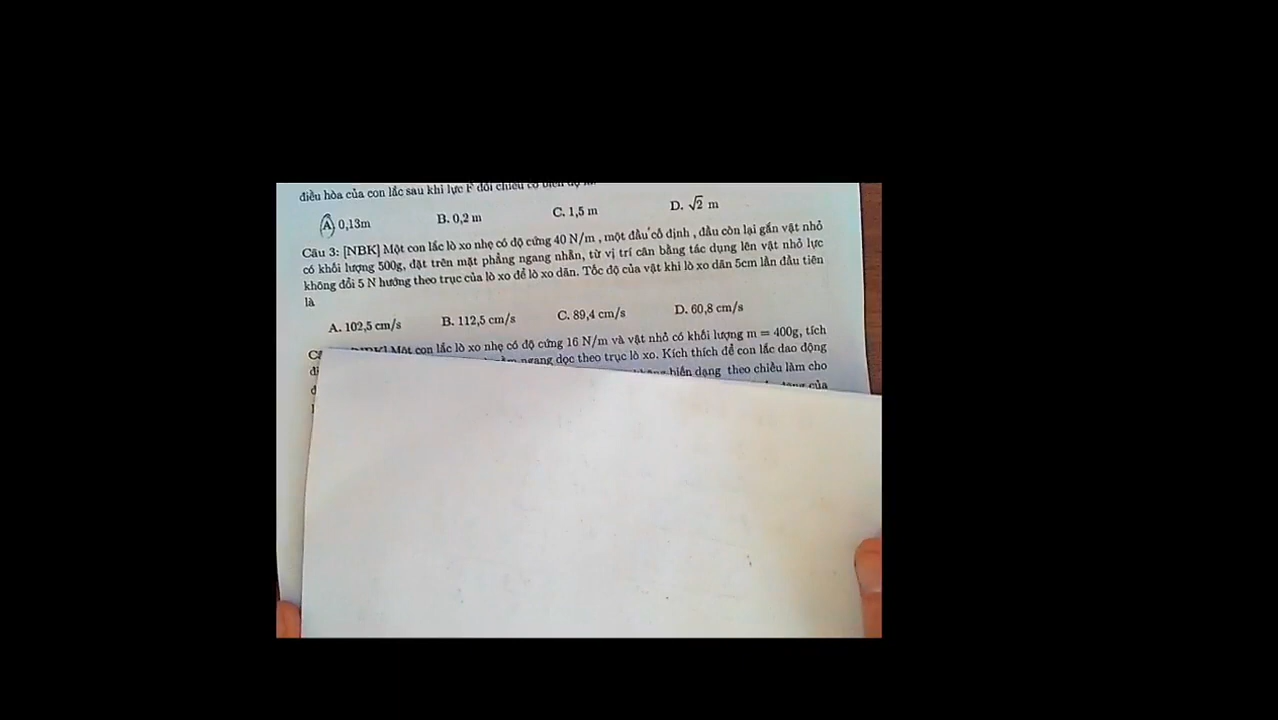 điều hòa của con lắc sau khi lực F đổi chiều có biên độ
A. 0,13m B. 0,2 m C. 1,5 m D. √2 m
Câu 3: [NBK] Một con lắc lò xo nhẹ có độ cứng 40 N/m , một đầu cố định , đầu còn lại gắn vật nhỏ
có khối lượng 500g, đặt trên mặt phẳng ngang nhẵn, từ vị trí cân bằng tác dụng lên vật nhỏ lực
không đổi 5 N hướng theo trục của lò xo để lò xo dãn. Tốc độ của vật khi lò xo dãn 5cm lần đầu tiên
là
A. 102,5 cm/s B. 112,5 cm/s C. 89,4 cm/s D. 60,8 cm/s
Một con lắc lò xo nhẹ có độ cứng 16 N/m và vật nhỏ có khối lượng m = 400g, tích
ngang dọc theo trục lò xo. Kích thích để con lắc dao động
biến dạng theo chiều làm cho
của